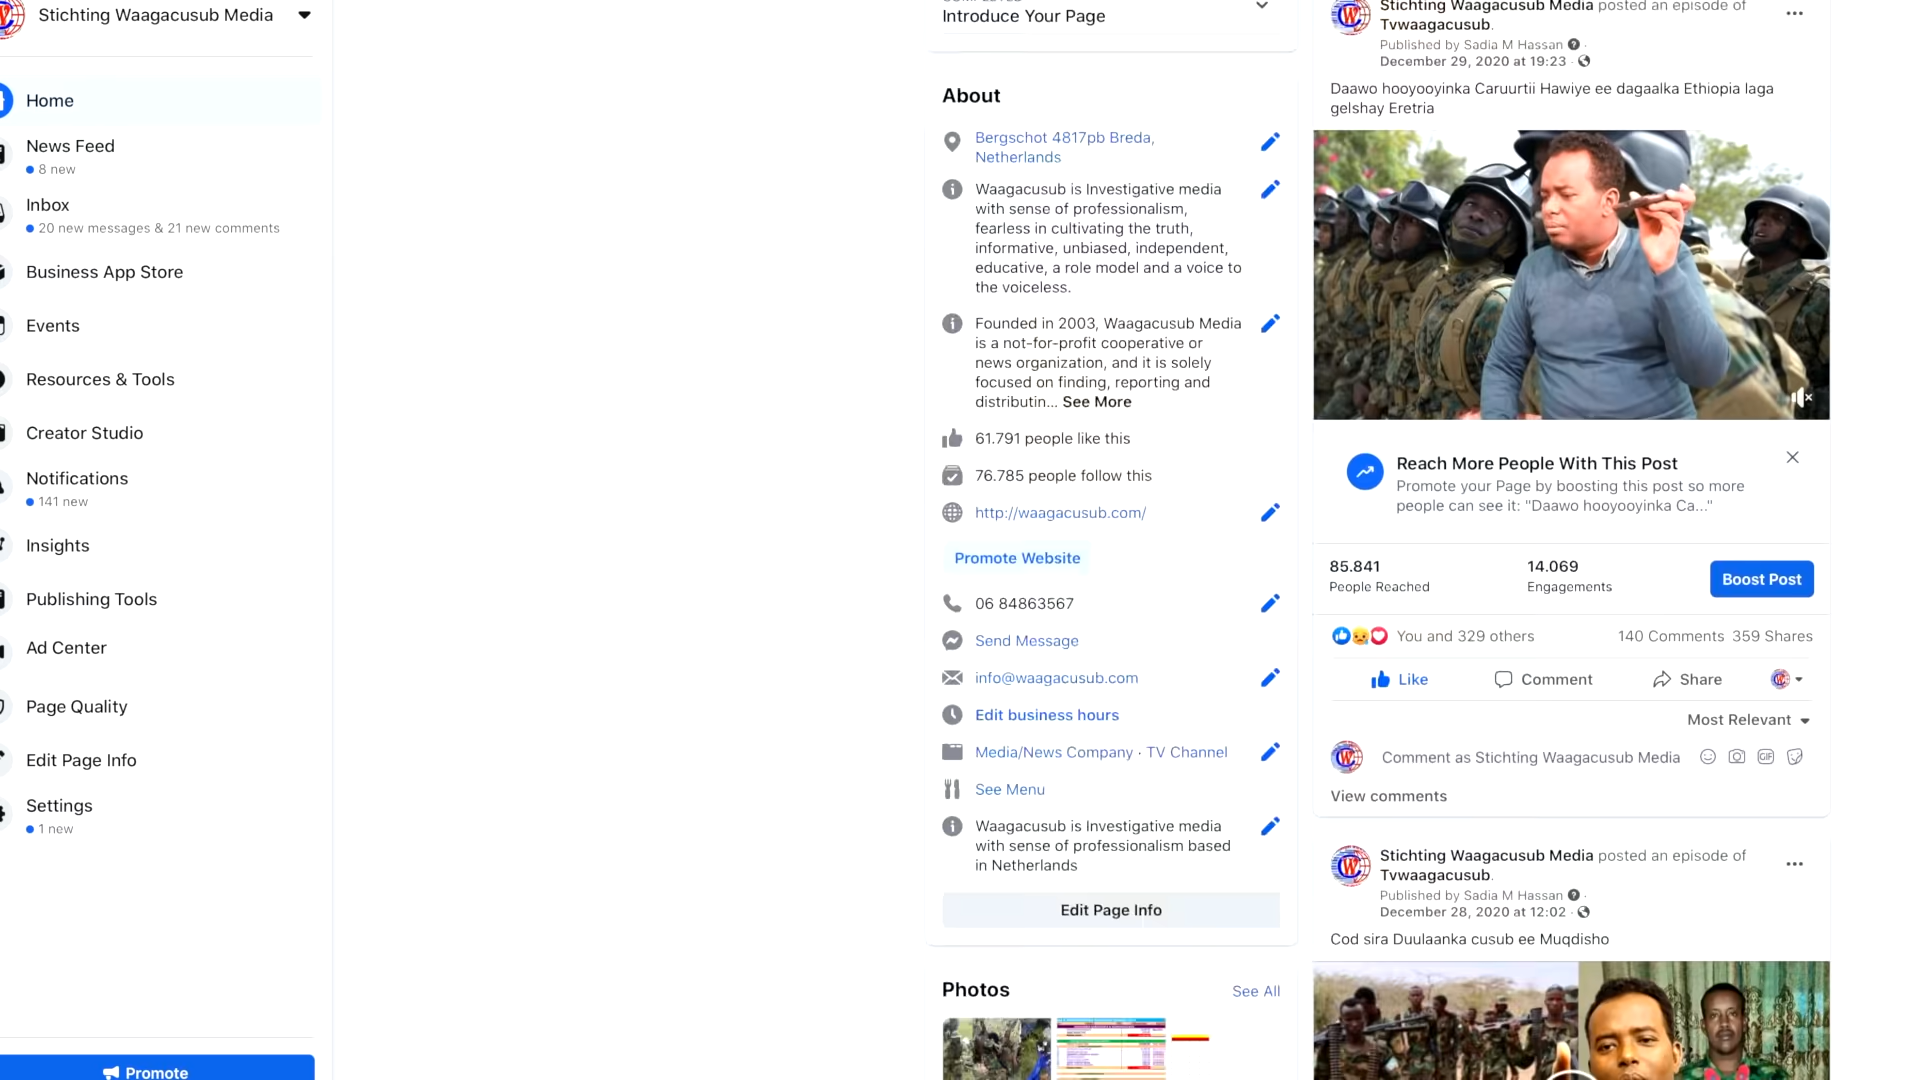 Stichting Waagacusub Media
Home
News Feed
8 new
Inbox
20 new messages & 21 new comments
Business App Store
Events
Resources & Tools
Creator Studio
Notifications
141 new
Insights
Publishing Tools
Ad Center
Page Quality
Edit Page Info
Settings
1 new
Promote
Introduce Your Page
About
Bergschot 4817pb Breda,
Netherlands
Waagacusub is Investigative media
with sense of professionalism,
fearless in cultivating the truth,
informative, unbiased, independent,
educative, a role model and a voice to
the voiceless.
Founded in 2003, Waagacusub Media
is a not-for-profit cooperative or
news organization, and it is solely
focused on finding, reporting and
distributin... See More
61.791 people like this
76.785 people follow this
http://waagacusub.com/
Promote Website
06 84863567
Send Message
info@waagacusub.com
Edit business hours
Media/News Company · TV Channel
See Menu
Waagacusub is Investigative media
with sense of professionalism based
in Netherlands
Edit Page Info
Photos
See All
Stichting Waagacusub Media posted an episode of
Tvwaagacusub.
Published by Sadia M Hassan ·
December 29, 2020 at 19:23 ·
Daawo hooyooyinka Caruurtii Hawiye ee dagaalka Ethiopia laga
gelshay Eretria
Reach More People With This Post
Promote your Page by boosting this post so more
people can see it: "Daawo hooyooyinka Ca..."
85.841
People Reached
14.069
Engagements
Boost Post
You and 329 others
140 Comments 359 Shares
Like
Comment
Share
Most Relevant
Comment as Stichting Waagacusub Media
GIF
View comments
Stichting Waagacusub Media posted an episode of
Tvwaagacusub.
Published by Sadia M Hassan ·
December 28, 2020 at 12:02 ·
Cod sira Duulaanka cusub ee Muqdisho